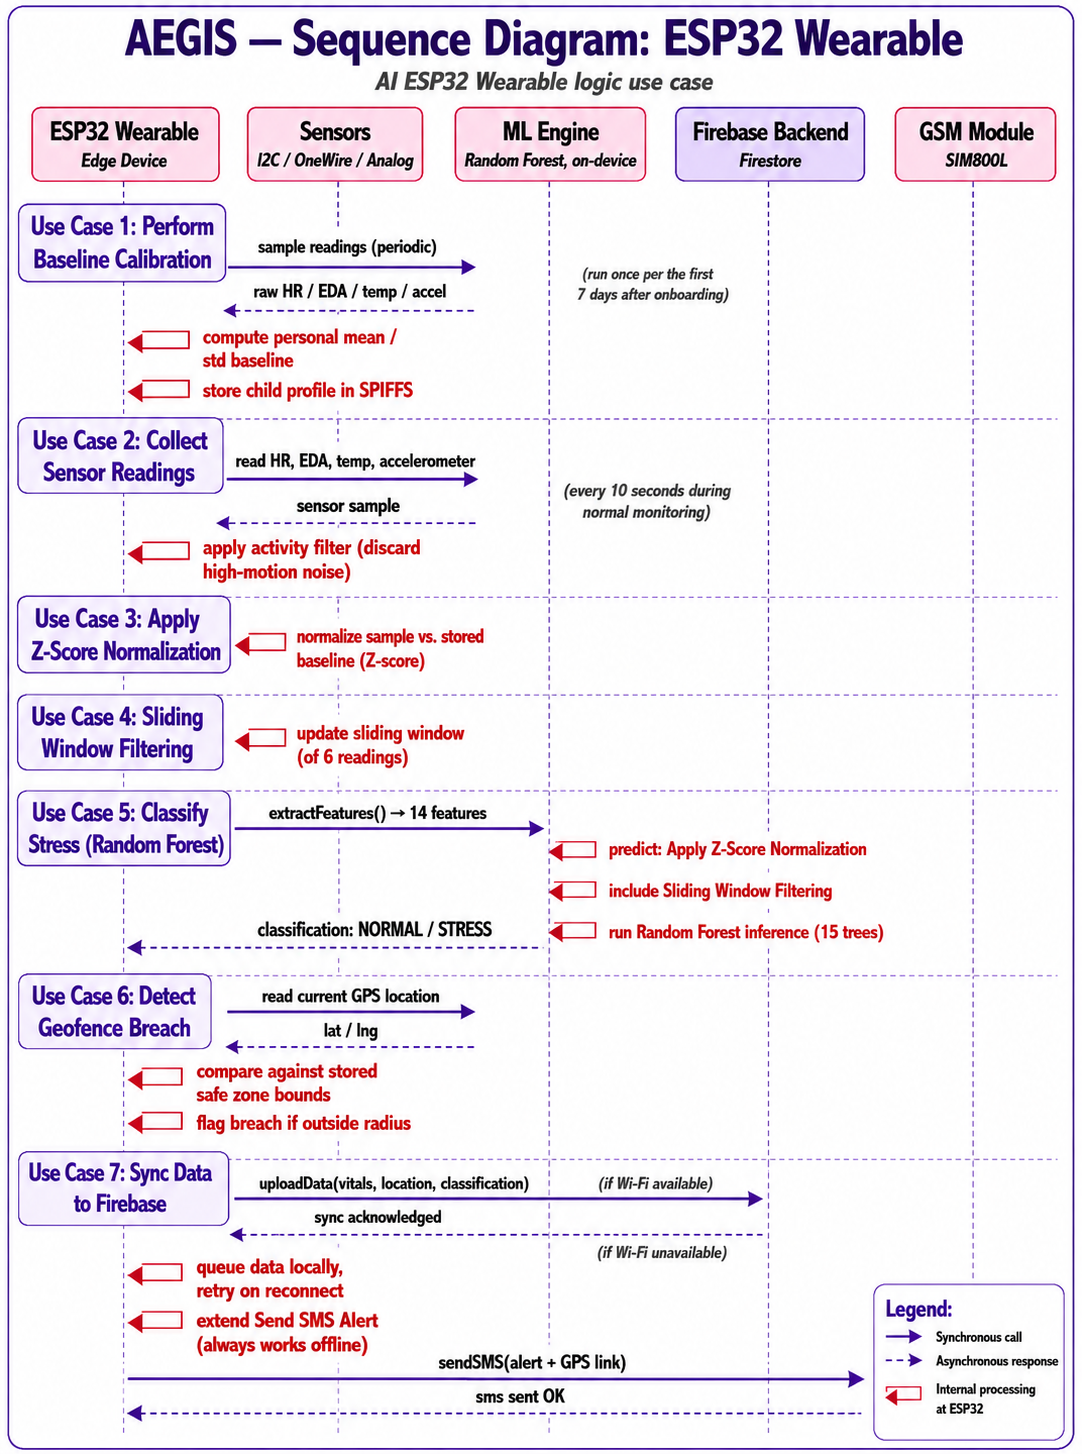 AEGIS — Sequence Diagram: ESP32 Wearable
AI ESP32 Wearable logic use case
ESP32 Wearable
Edge Device
Sensors
I2C / OneWire / Analog
ML Engine
Random Forest, on-device
Firebase Backend
Firestore
GSM Module
SIM800L
Use Case 1: Perform
Baseline Calibration
sample readings (periodic)
(run once per the first
7 days after onboarding)
raw HR / EDA / temp / accel
compute personal mean /
std baseline
store child profile in SPIFFS
Use Case 2: Collect
Sensor Readings
read HR, EDA, temp, accelerometer
(every 10 seconds during
normal monitoring)
sensor sample
apply activity filter (discard
high-motion noise)
Use Case 3: Apply
Z-Score Normalization
normalize sample vs. stored
baseline (Z-score)
Use Case 4: Sliding
Window Filtering
update sliding window
(of 6 readings)
Use Case 5: Classify
Stress (Random Forest)
extractFeatures() → 14 features
predict: Apply Z-Score Normalization
include Sliding Window Filtering
run Random Forest inference (15 trees)
classification: NORMAL / STRESS
Use Case 6: Detect
Geofence Breach
read current GPS location
lat / lng
compare against stored
safe zone bounds
flag breach if outside radius
Use Case 7: Sync Data
to Firebase
uploadData(vitals, location, classification)
(if Wi-Fi available)
sync acknowledged
(if Wi-Fi unavailable)
queue data locally,
retry on reconnect
extend Send SMS Alert
(always works offline)
sendSMS(alert + GPS link)
sms sent OK
Legend:
Synchronous call
Asynchronous response
Internal processing
at ESP32